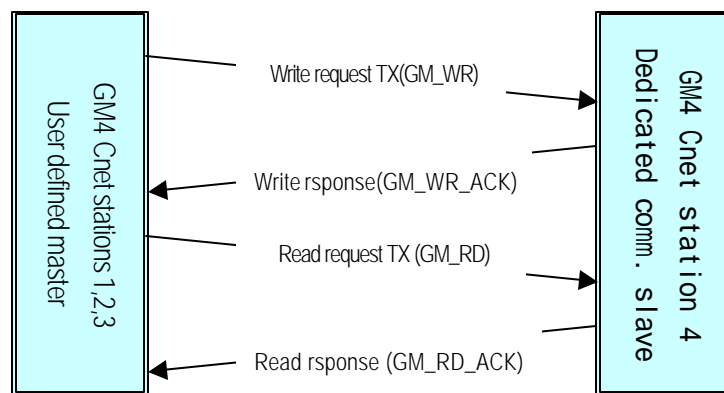 GM4 Cnet stations 1,2,3
User defined master
Write request TX(GM_WR)
Write rsponse(GM_WR_ACK)
Read request TX (GM_RD)
Read rsponse (GM_RD_ACK)
GM4 Cnet station 4
Dedicated comm. slave